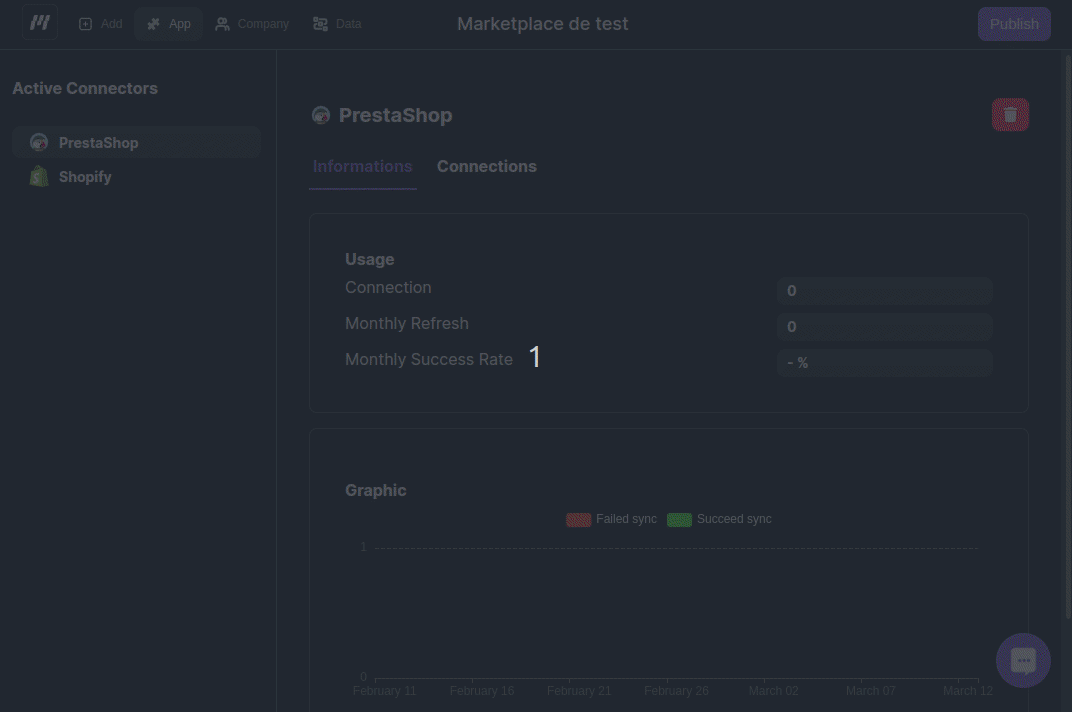 Add App Company Data Marketplace de test Publish
Active Connectors
PrestaShop
Shopify
PrestaShop
Informations Connections
Usage
Connection 0
Monthly Refresh 0
Monthly Success Rate - %
1
Graphic
Failed sync Succeed sync
1
0
February 11 February 16 February 21 February 26 March 02 March 07 March 12